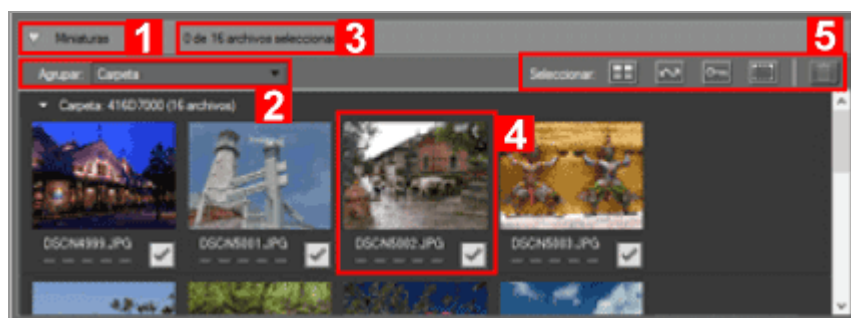 Miniaturas
1
0 de 16 archivos seleccionad
3
5
Agrupar: Carpeta
2
Seleccionar:
Carpeta: 416D7000 (16 archivos)
4
DSCN4999.JPG
DSCN5001.JPG
DSCN5002.JPG
DSCN5003.JPG